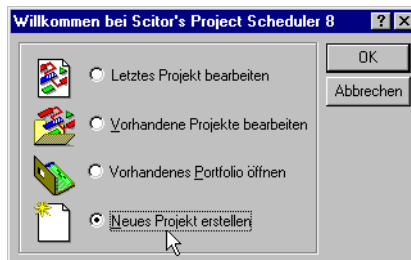 Willkommen bei Scitor's Project Scheduler 8
Letztes Projekt bearbeiten
Vorhandene Projekte bearbeiten
Vorhandenes Portfolio öffnen
Neues Projekt erstellen
OK
Abbrechen